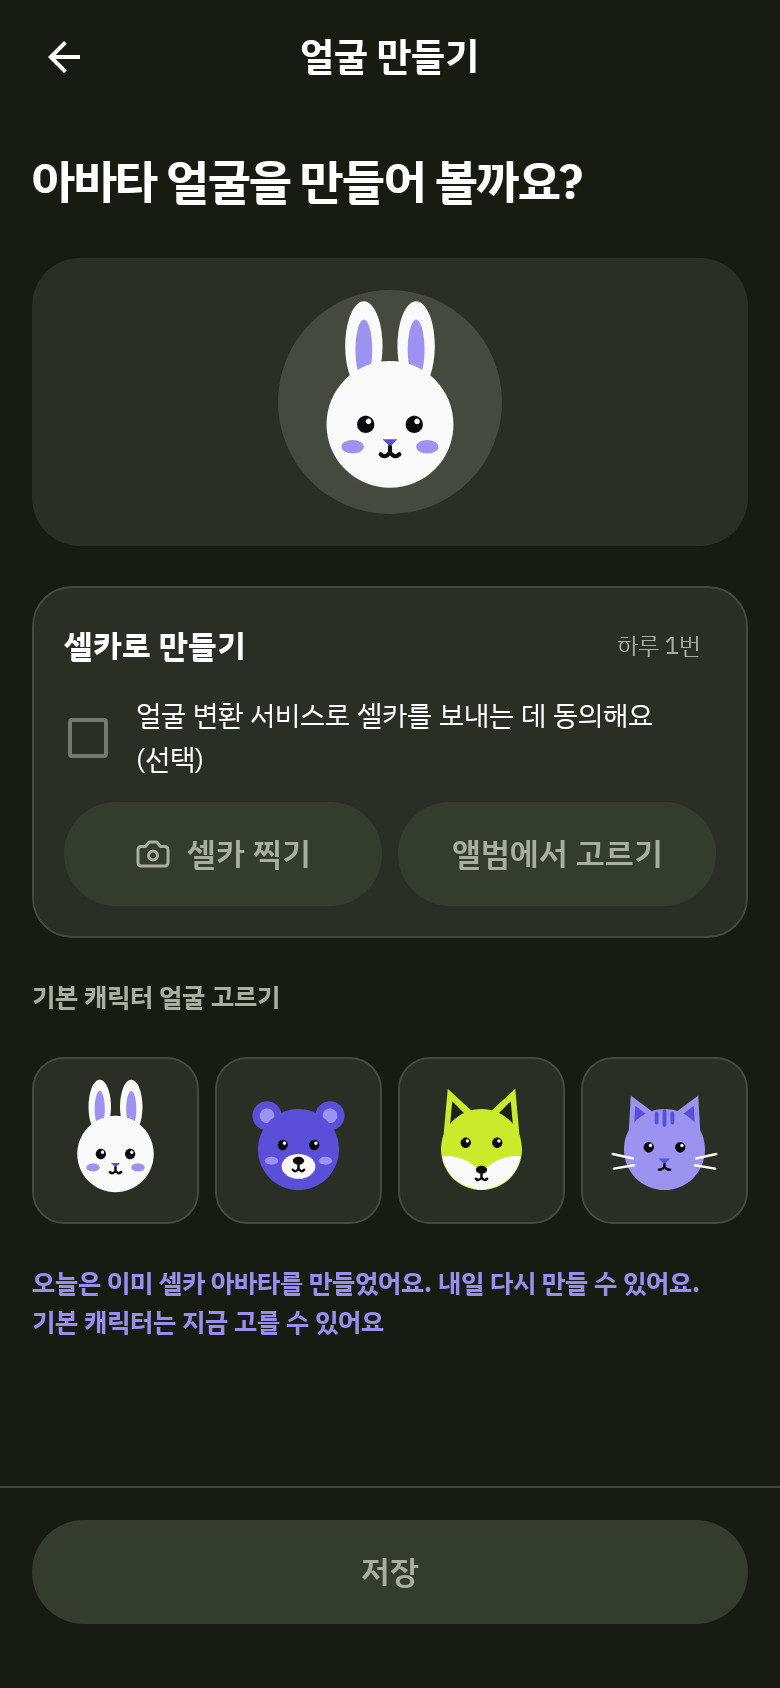 얼굴 만들기
아바타 얼굴을 만들어 볼까요?
셀카로 만들기
하루 1번
얼굴 변환 서비스로 셀카를 보내는 데 동의해요
(선택)
셀카 찍기
앨범에서 고르기
기본 캐릭터 얼굴 고르기
오늘은 이미 셀카 아바타를 만들었어요. 내일 다시 만들 수 있어요.
기본 캐릭터는 지금 고를 수 있어요
저장